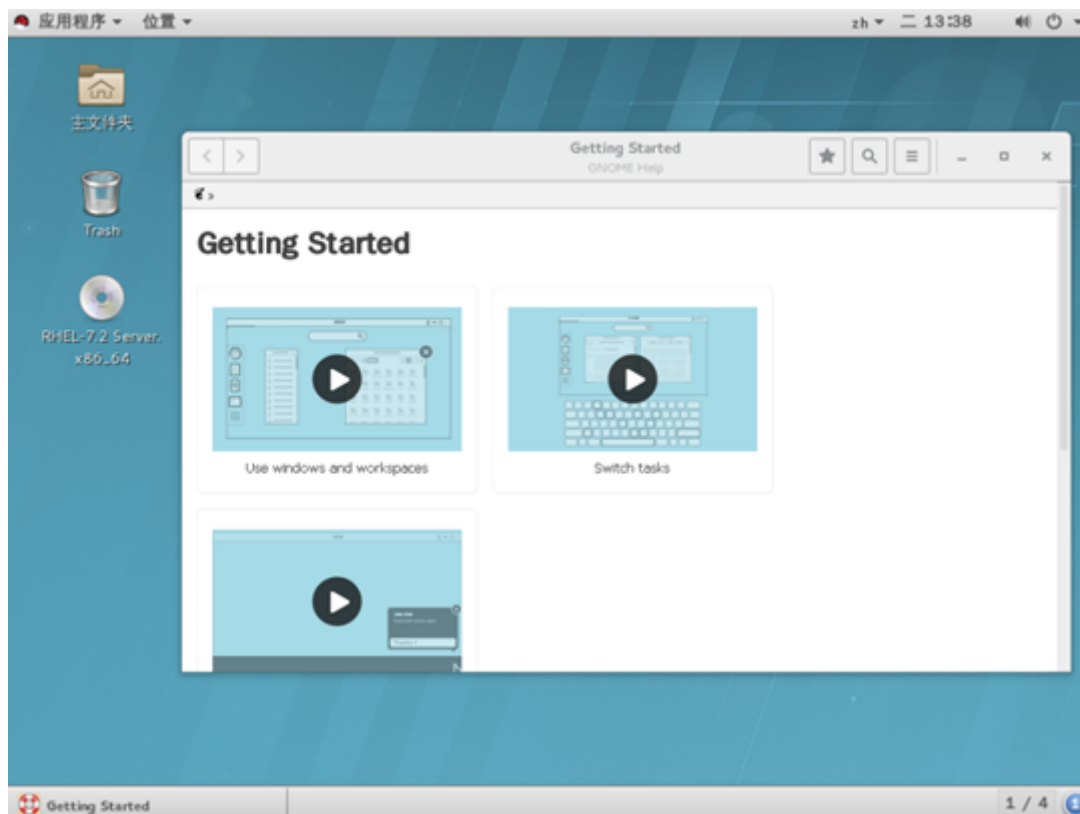 应用程序 位置 zh 二 13:38
主文件夹
Trash
RHEL-7.2 Server.
x86_64
Getting Started
GNOME Help
Getting Started
Use windows and workspaces
Switch tasks
Getting Started
1 / 4